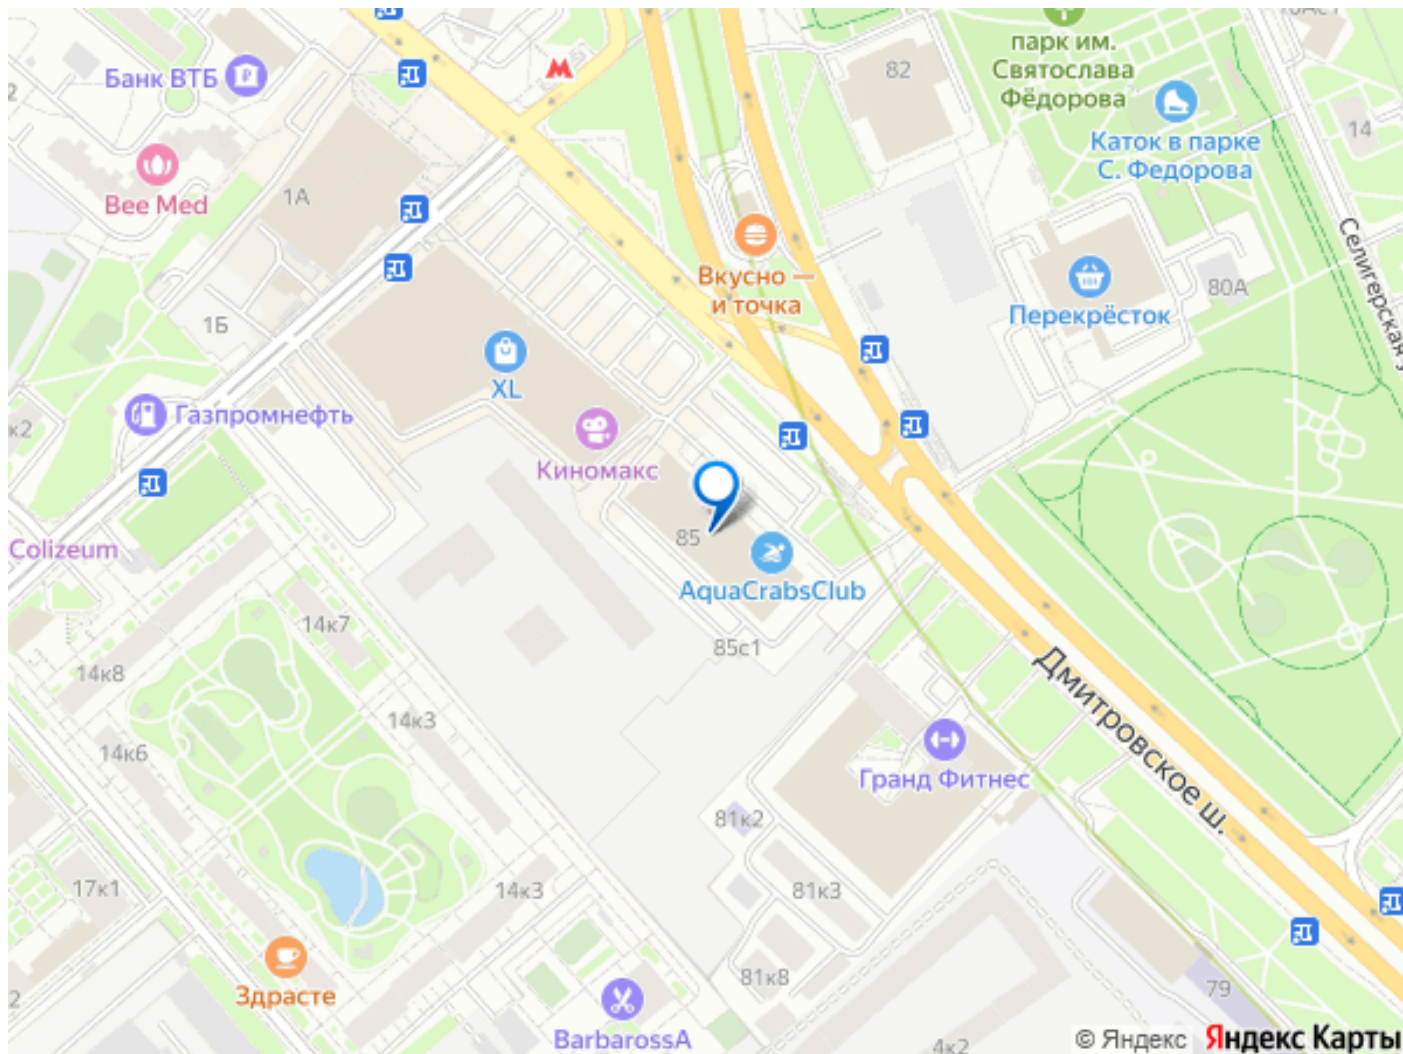 парк им.
Святослава
Фёдорова
82
Банк ВТБ
2
14
Каток в парке
С. Федорова
Bee Med
1А
Селигерская у
Вкусно —
и точка
Перекрёсток
80А
1Б
XL
Газпромнефть
к2
Киномакс
85
Colizeum
AquaCrabsClub
14к7
85с1
14к8
Дмитровское ш.
14к3
14к6
Гранд Фитнес
81к2
17к1
14к3
81к3
81к8
79
Здрасте
2
BarbarossA
4к2
© Яндекс Яндекс Карты